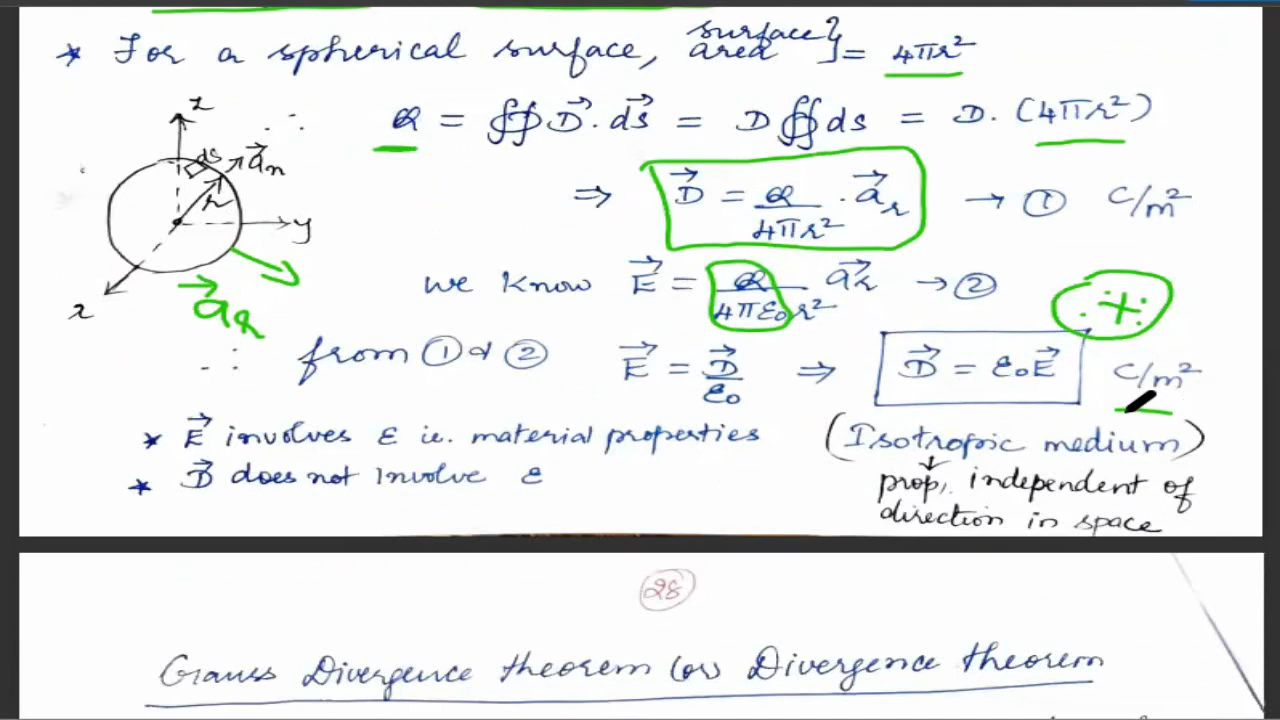 * For a spherical surface, surface area } = 4πr²
∴ Q = ∯ D⃗. ds⃗ = D ∯ ds = D. (4πr²)
⇒ D⃗ = Q/4πr² . a⃗r → ① C/m²
we know E⃗ = Q/4πε₀r² a⃗r → ②
∴ from ① & ② E⃗ = D⃗/ε₀ ⇒ D⃗ = ε₀E⃗ C/m²
* E⃗ involves ε ie. material properties (Isotropic medium)
* D⃗ does not involve ε
prop, independent of
direction in space
z
ds a⃗n
r
y
x
a⃗r
28
Gauss Divergence theorem (or) Divergence theorem